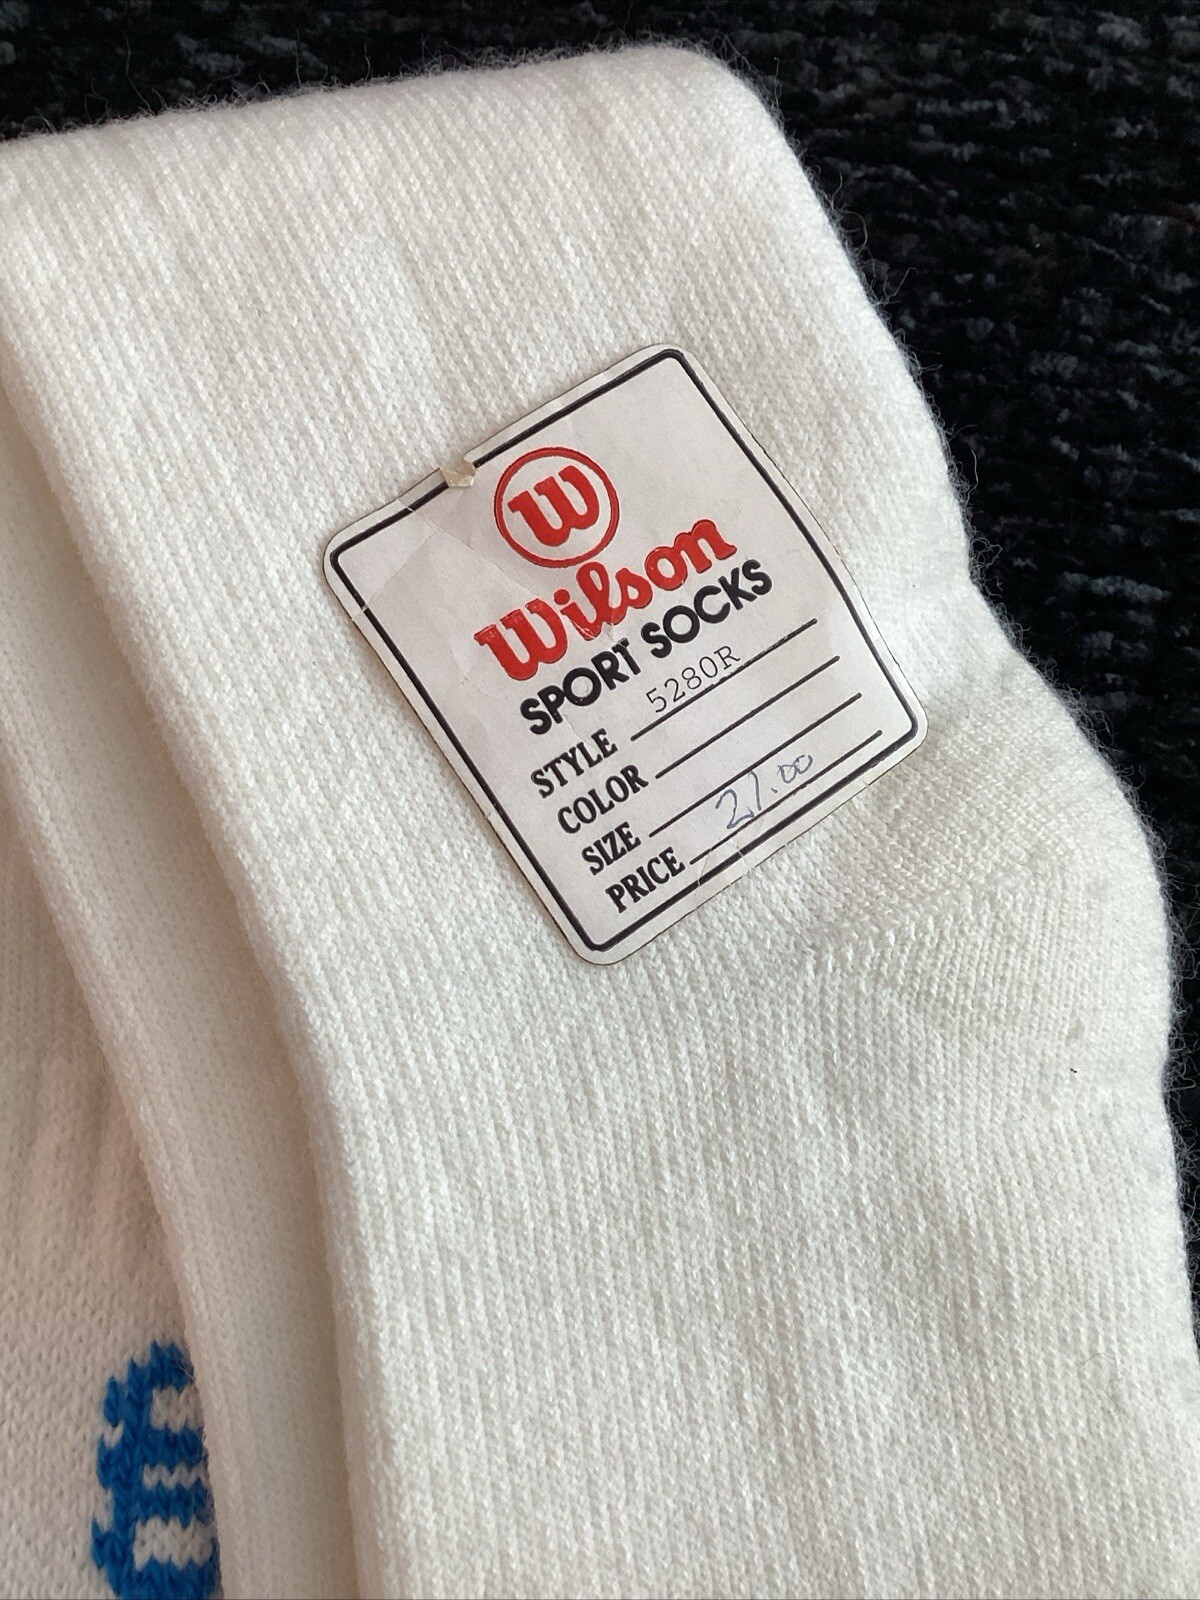 W
Wilson
SPORT SOCKS
STYLE 5280R
COLOR
SIZE
PRICE 21.00